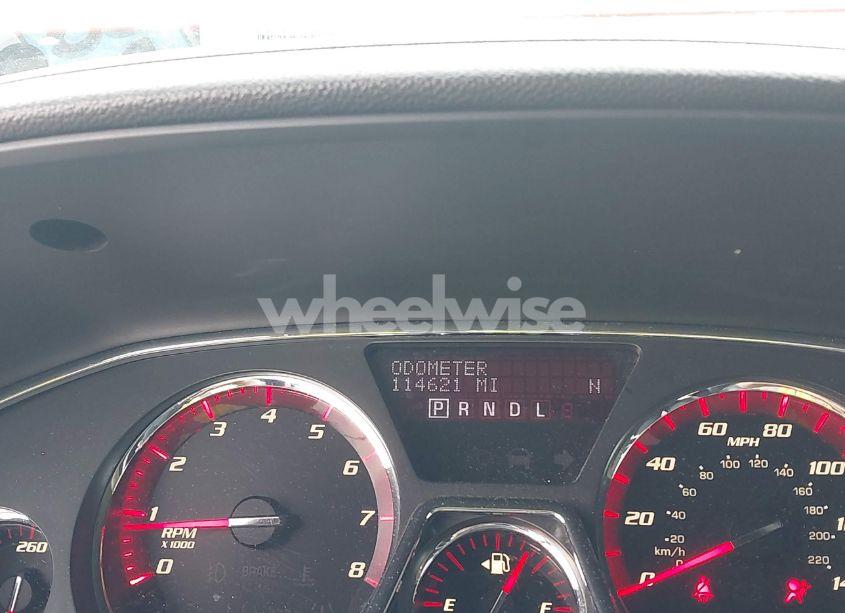 wheelwise
ODOMETER
114621 MI N
P R N D L
0 1 2 3 4 5 6 7 8
RPM
X1000
BRAKE
260
E F
0 20 40 60 80 100
MPH
20 40 60 80 100 120 140 160 180 200 220
km/h